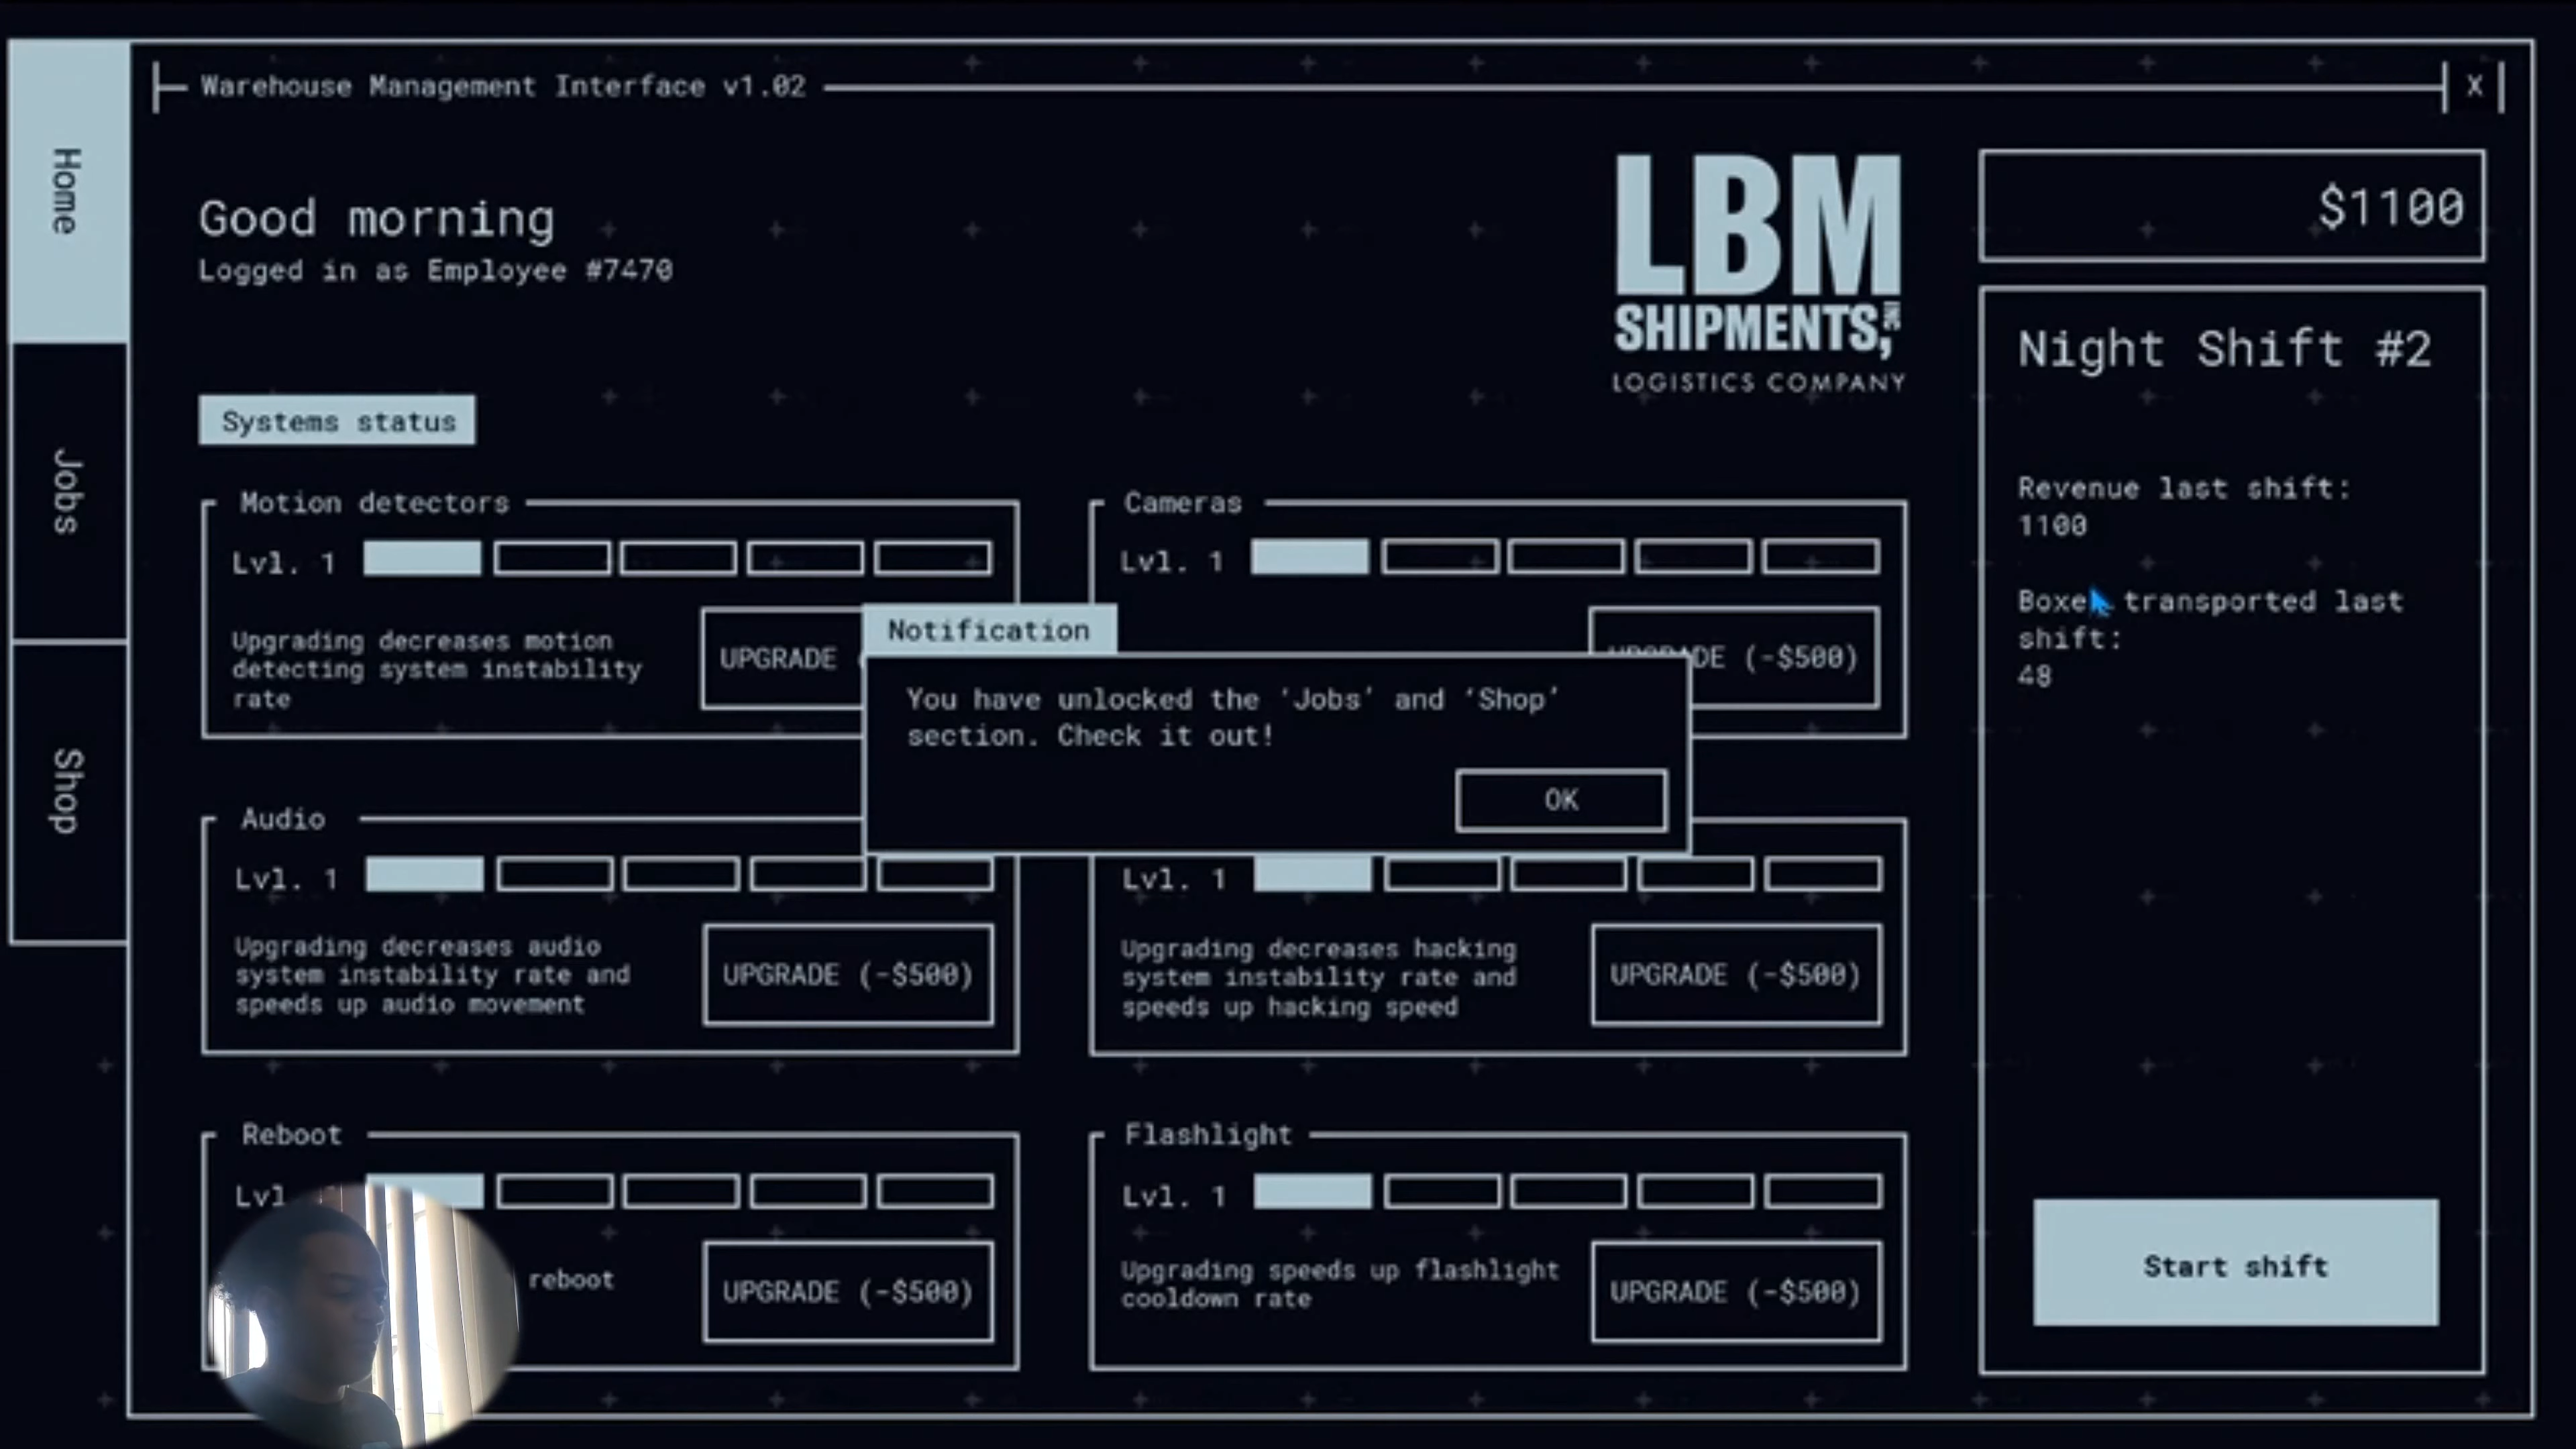 Warehouse Management Interface v1.02
X
Home
Jobs
Shop
Good morning
Logged in as Employee #7470
LBM
SHIPMENTS, INC
LOGISTICS COMPANY
$1100
Systems status
Motion detectors
Lvl. 1
Upgrading decreases motion
detecting system instability
rate
UPGRADE
Cameras
Lvl. 1
UPGRADE (-$500)
Notification
You have unlocked the ‘Jobs’ and ‘Shop’
section. Check it out!
OK
Audio
Lvl. 1
Upgrading decreases audio
system instability rate and
speeds up audio movement
UPGRADE (-$500)
Lvl. 1
Upgrading decreases hacking
system instability rate and
speeds up hacking speed
UPGRADE (-$500)
Reboot
Lvl
reboot
UPGRADE (-$500)
Flashlight
Lvl. 1
Upgrading speeds up flashlight
cooldown rate
UPGRADE (-$500)
Night Shift #2
Revenue last shift:
1100
Boxes transported last
shift:
48
Start shift